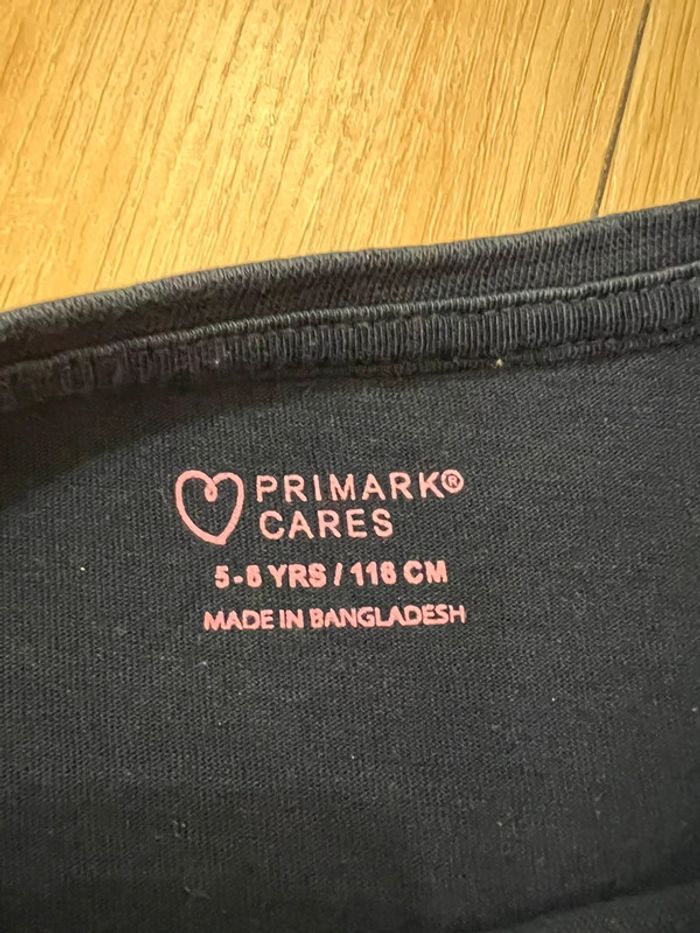 PRIMARK®
CARES
5-6 YRS / 116 CM
MADE IN BANGLADESH